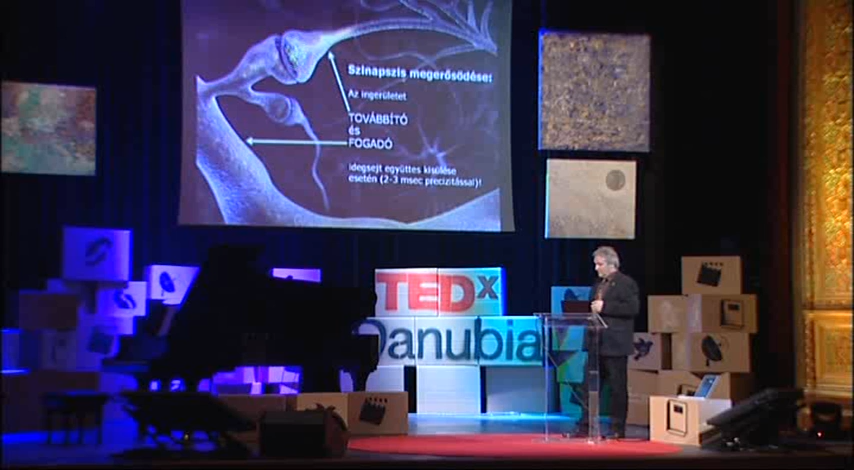 Szinapszis megerősödése:
Az ingerületet
TOVÁBBÍTÓ
és
FOGADÓ
idegsejt együttes kisülése
esetén (2-3 msec precizitással)!
TEDx
Danubia